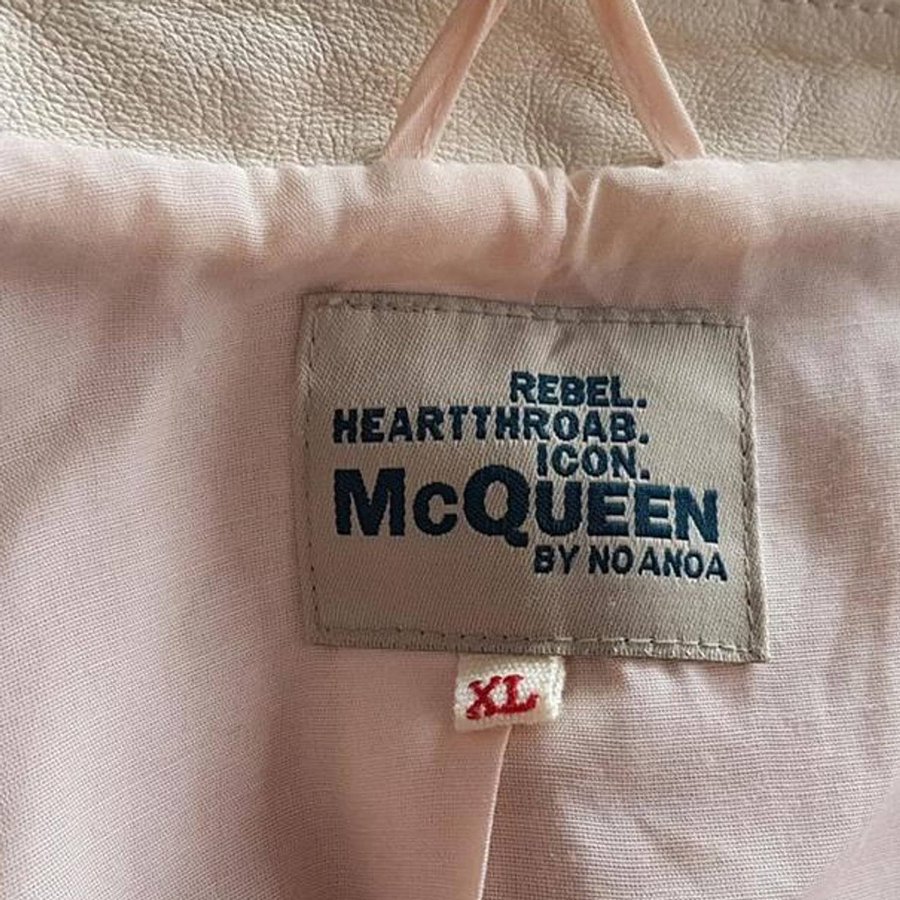 REBEL.
HEARTTHROAB.
ICON.
McQUEEN
BY NOANOA
XL